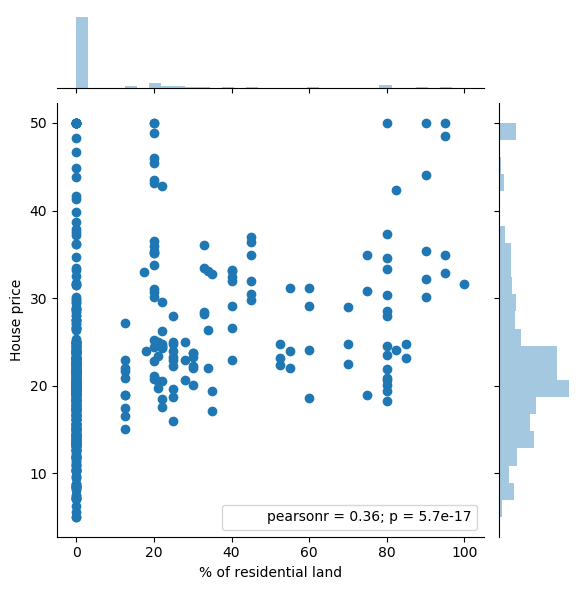 50
40
30
20
10
House price
pearsonr = 0.36; p = 5.7e-17
0 20 40 60 80 100
% of residential land